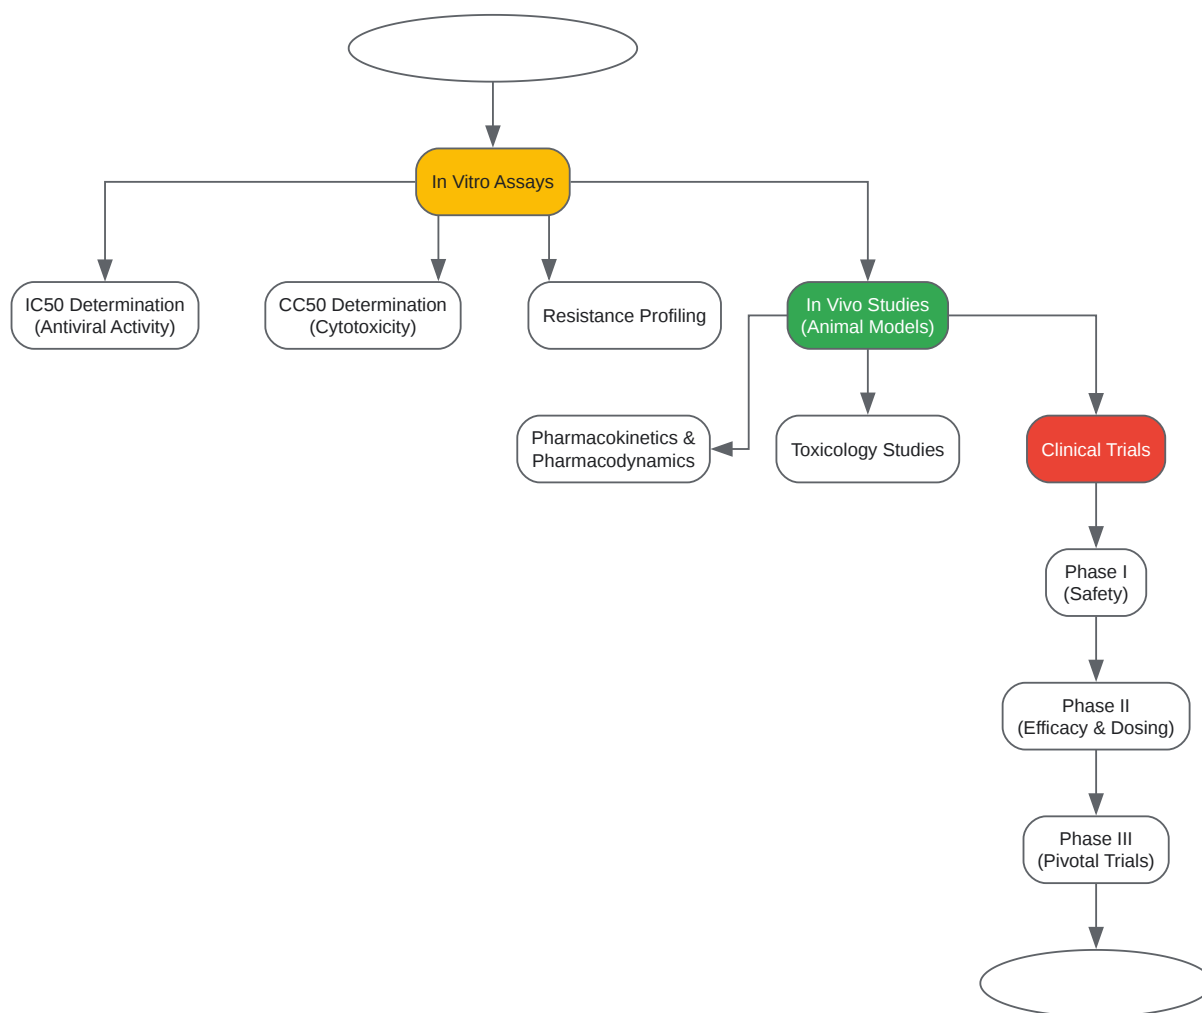 In Vitro Assays
IC50 Determination
(Antiviral Activity)
CC50 Determination
(Cytotoxicity)
Resistance Profiling
In Vivo Studies
(Animal Models)
Pharmacokinetics &
Pharmacodynamics
Toxicology Studies
Clinical Trials
Phase I
(Safety)
Phase II
(Efficacy & Dosing)
Phase III
(Pivotal Trials)